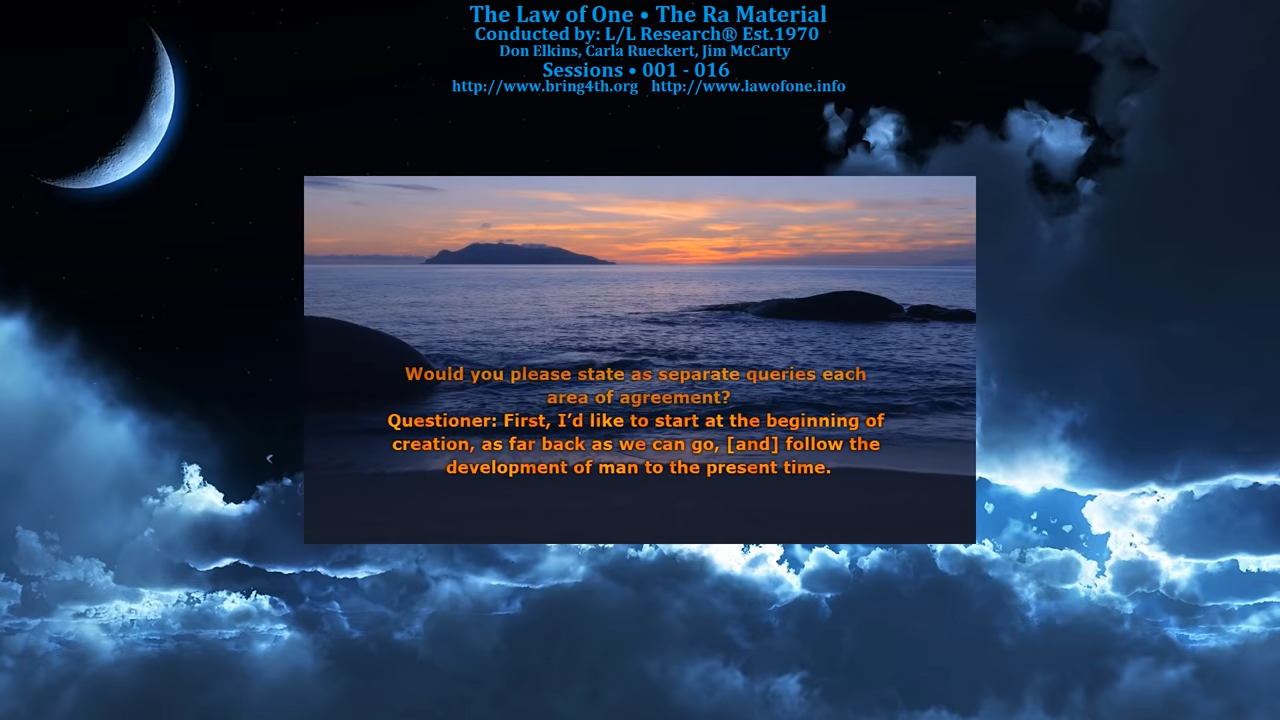 The Law of One • The Ra Material
Conducted by: L/L Research® Est.1970
Don Elkins, Carla Rueckert, Jim McCarty
Sessions • 001 - 016
http://www.bring4th.org http://www.lawofone.info
Would you please state as separate queries each
area of agreement?
Questioner: First, I’d like to start at the beginning of
creation, as far back as we can go, [and] follow the
development of man to the present time.